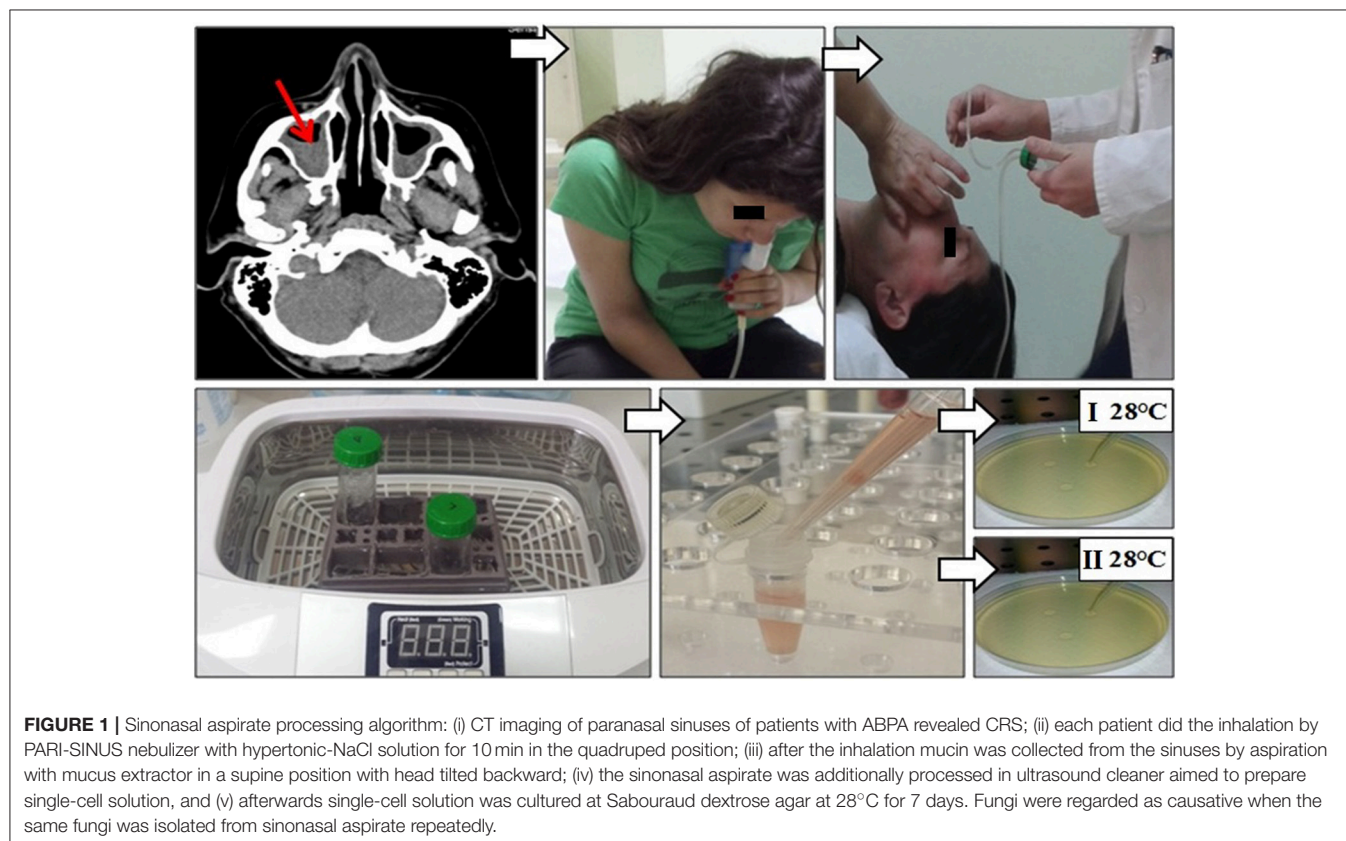 I 28°C
II 28°C
FIGURE 1 | Sinonasal aspirate processing algorithm: (i) CT imaging of paranasal sinuses of patients with ABPA revealed CRS; (ii) each patient did the inhalation by
PARI-SINUS nebulizer with hypertonic-NaCl solution for 10 min in the quadruped position; (iii) after the inhalation mucin was collected from the sinuses by aspiration
with mucus extractor in a supine position with head tilted backward; (iv) the sinonasal aspirate was additionally processed in ultrasound cleaner aimed to prepare
single-cell solution, and (v) afterwards single-cell solution was cultured at Sabouraud dextrose agar at 28°C for 7 days. Fungi were regarded as causative when the
same fungi was isolated from sinonasal aspirate repeatedly.